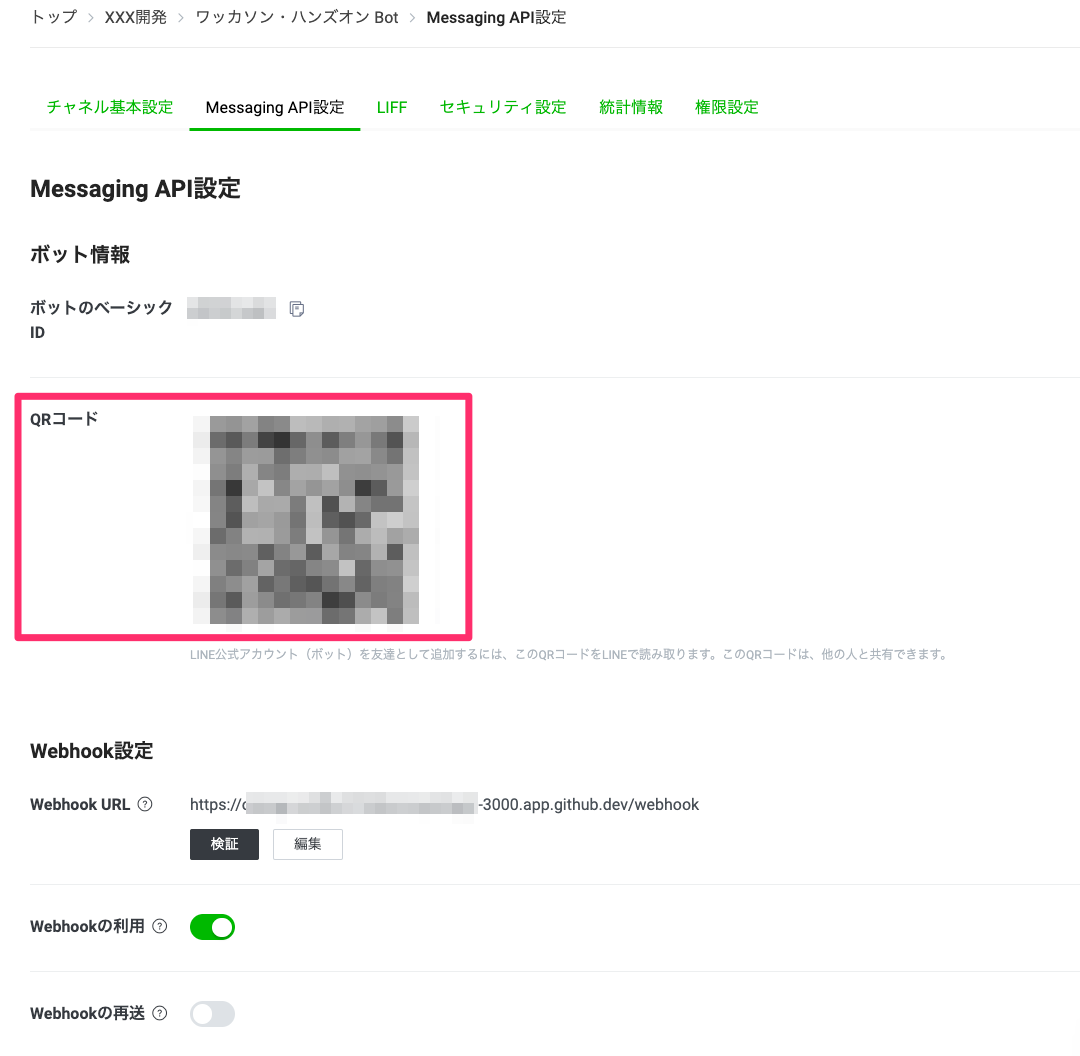 トップ > XXX開発 > ワッカソン・ハンズオン Bot > Messaging API設定
チャネル基本設定 Messaging API設定 LIFF セキュリティ設定 統計情報 権限設定
Messaging API設定
ボット情報
ボットのベーシック
ID
QRコード
LINE公式アカウント（ボット）を友達として追加するには、このQRコードをLINEで読み取ります。このQRコードは、他の人と共有できます。
Webhook設定
Webhook URL ? https:// -3000.app.github.dev/webhook
検証 編集
Webhookの利用 ?
Webhookの再送 ?